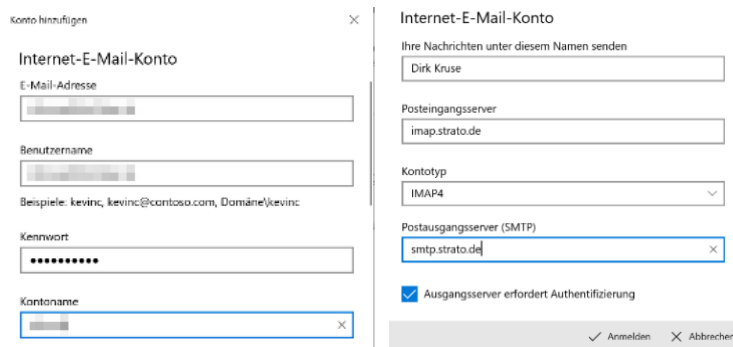 Konto hinzufügen
Internet-E-Mail-Konto
E-Mail-Adresse
Benutzername
Beispiele: kevinc, kevinc@contoso.com, Domäne\kevinc
Kennwort
Kontoname
Internet-E-Mail-Konto
Ihre Nachrichten unter diesem Namen senden
Dirk Kruse
Posteingangsserver
imap.strato.de
Kontotyp
IMAP4
Postausgangsserver (SMTP)
smtp.strato.de
Ausgangsserver erfordert Authentifizierung
Anmelden
Abbrechen